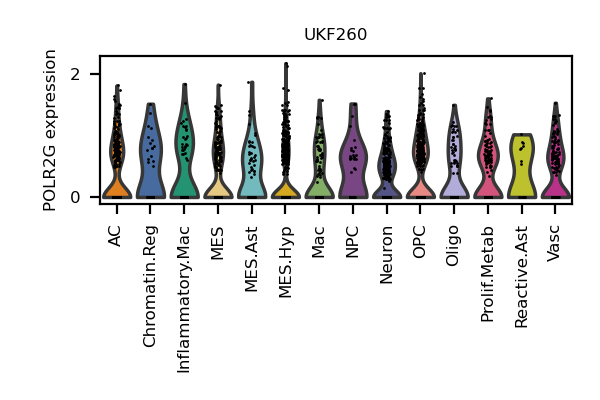 UKF260
POLR2G expression
2
0
AC
Chromatin.Reg
Inflammatory.Mac
MES
MES.Ast
MES.Hyp
Mac
NPC
Neuron
OPC
Oligo
Prolif.Metab
Reactive.Ast
Vasc